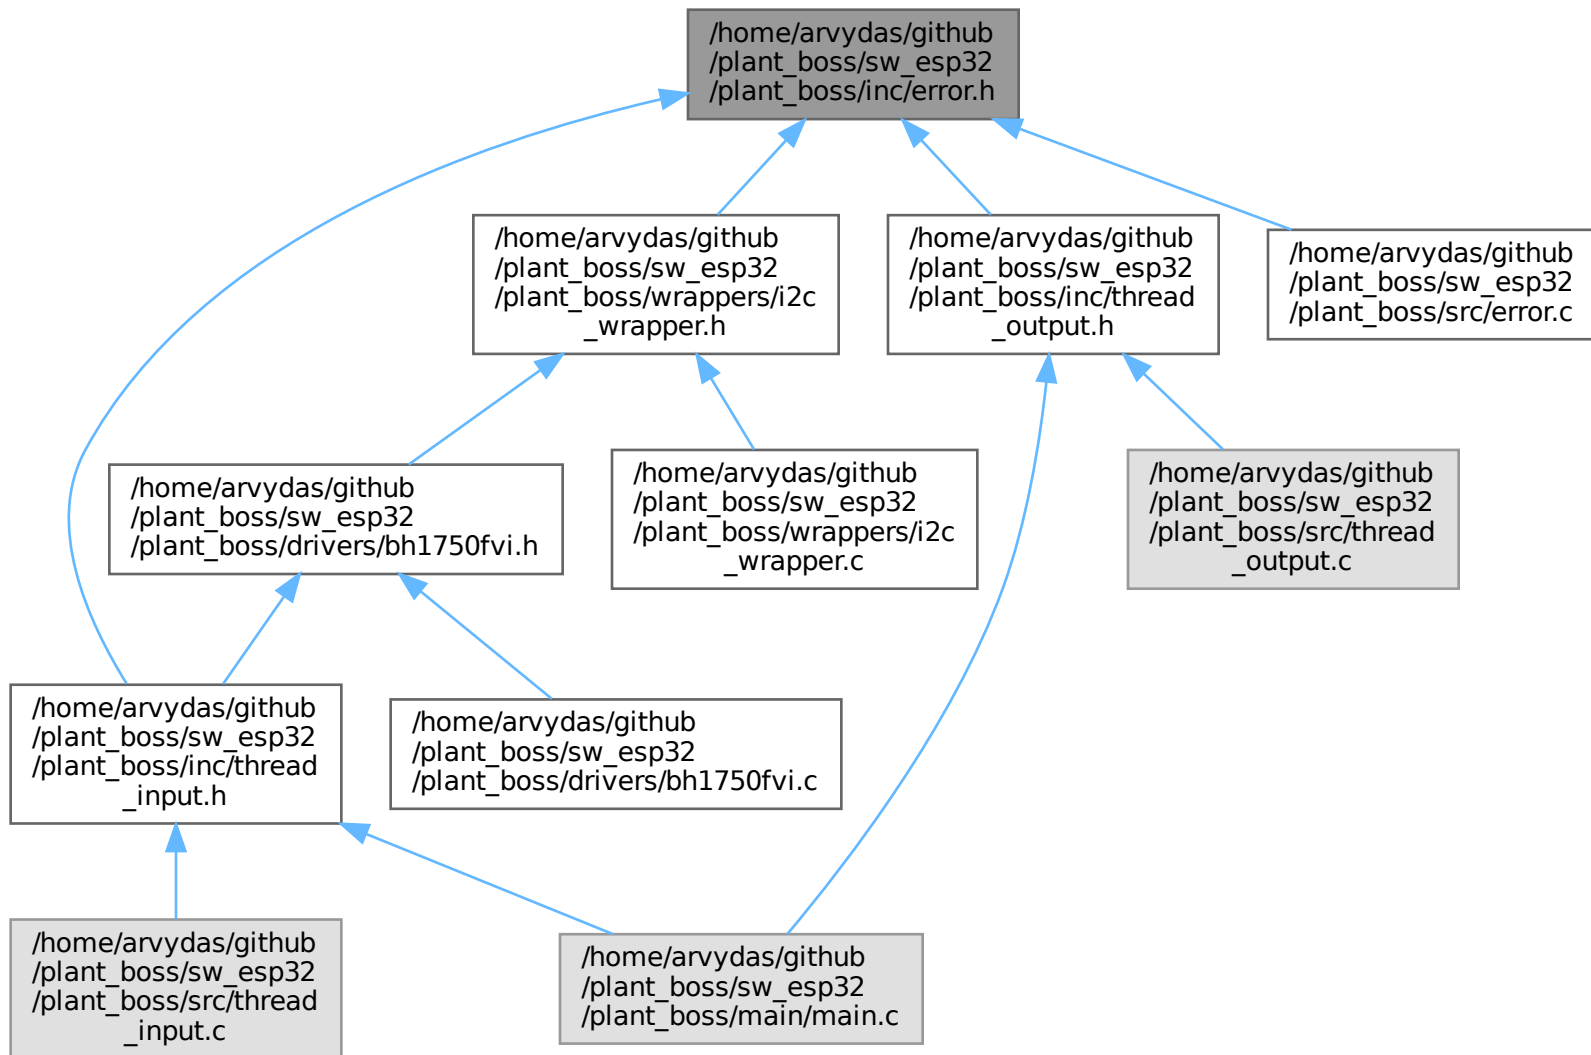 /home/arvydas/github
/plant_boss/sw_esp32
/plant_boss/inc/error.h
/home/arvydas/github
/plant_boss/sw_esp32
/plant_boss/wrappers/i2c
_wrapper.h
/home/arvydas/github
/plant_boss/sw_esp32
/plant_boss/inc/thread
_output.h
/home/arvydas/github
/plant_boss/sw_esp32
/plant_boss/src/error.c
/home/arvydas/github
/plant_boss/sw_esp32
/plant_boss/drivers/bh1750fvi.h
/home/arvydas/github
/plant_boss/sw_esp32
/plant_boss/wrappers/i2c
_wrapper.c
/home/arvydas/github
/plant_boss/sw_esp32
/plant_boss/src/thread
_output.c
/home/arvydas/github
/plant_boss/sw_esp32
/plant_boss/inc/thread
_input.h
/home/arvydas/github
/plant_boss/sw_esp32
/plant_boss/drivers/bh1750fvi.c
/home/arvydas/github
/plant_boss/sw_esp32
/plant_boss/src/thread
_input.c
/home/arvydas/github
/plant_boss/sw_esp32
/plant_boss/main/main.c